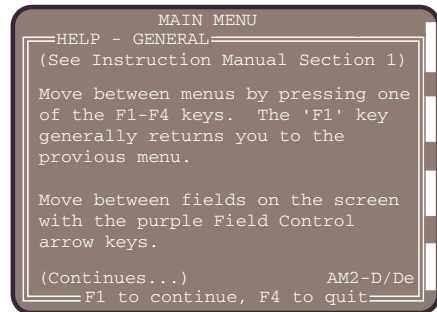 MAIN MENU
HELP - GENERAL
(See Instruction Manual Section 1)
Move between menus by pressing one
of the F1-F4 keys. The 'F1' key
generally returns you to the
provious menu.
Move between fields on the screen
with the purple Field Control
arrow keys.
(Continues...) AM2-D/De
F1 to continue, F4 to quit